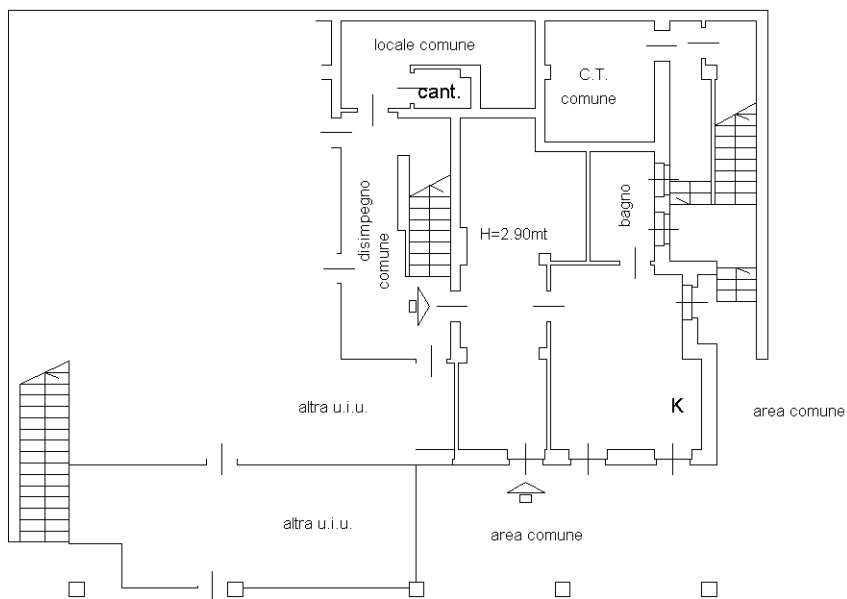 locale comune
C.T.
comune
cant.
disimpegno
comune
bagno
H=2.90mt
altra u.i.u.
K
area comune
altra u.i.u.
area comune